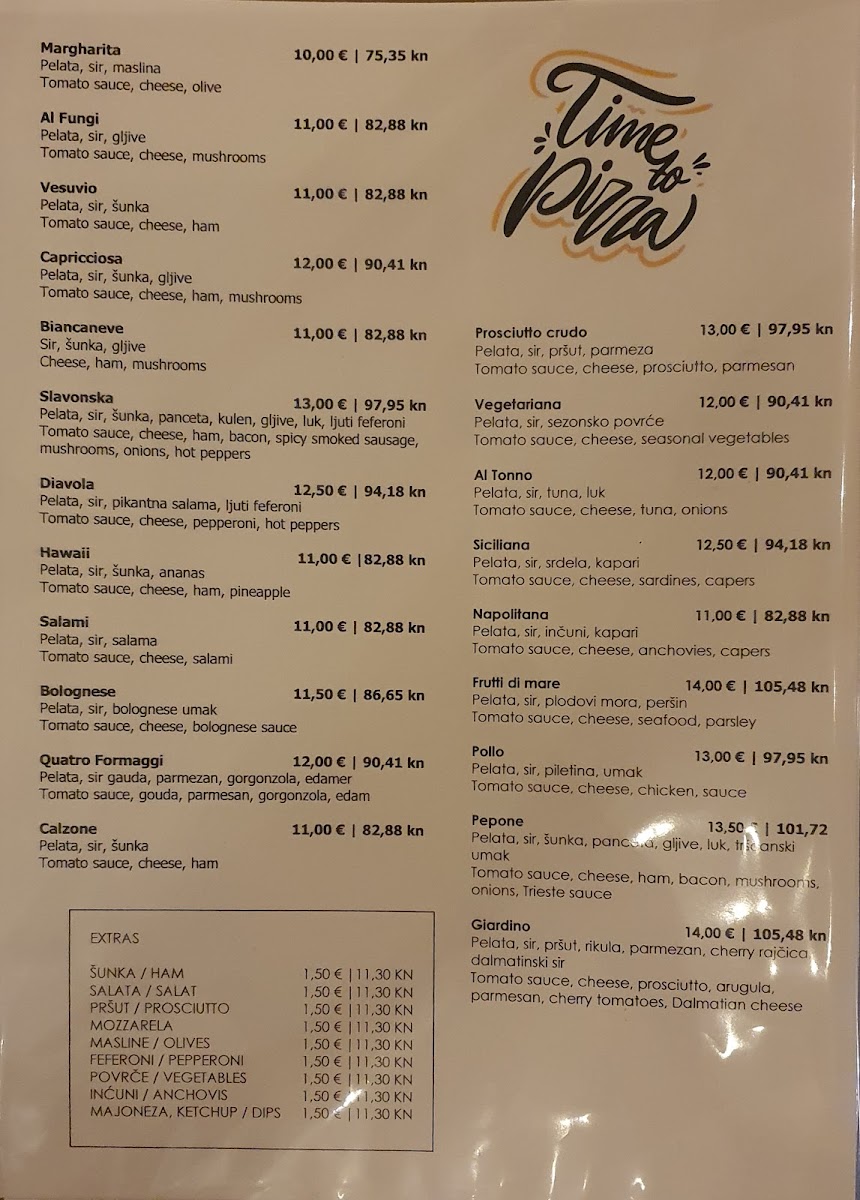 Margharita 10,00 € | 75,35 kn
Pelata, sir, maslina
Tomato sauce, cheese, olive
Al Fungi 11,00 € | 82,88 kn
Pelata, sir, gljive
Tomato sauce, cheese, mushrooms
Vesuvio 11,00 € | 82,88 kn
Pelata, sir, šunka
Tomato sauce, cheese, ham
Capricciosa 12,00 € | 90,41 kn
Pelata, sir, šunka, gljive
Tomato sauce, cheese, ham, mushrooms
Biancaneve 11,00 € | 82,88 kn
Sir, šunka, gljive
Cheese, ham, mushrooms
Slavonska 13,00 € | 97,95 kn
Pelata, sir, šunka, panceta, kulen, gljive, luk, ljuti feferoni
Tomato sauce, cheese, ham, bacon, spicy smoked sausage,
mushrooms, onions, hot peppers
Diavola 12,50 € | 94,18 kn
Pelata, sir, pikantna salama, ljuti feferoni
Tomato sauce, cheese, pepperoni, hot peppers
Hawaii 11,00 € |82,88 kn
Pelata, sir, šunka, ananas
Tomato sauce, cheese, ham, pineapple
Salami 11,00 € | 82,88 kn
Pelata, sir, salama
Tomato sauce, cheese, salami
Bolognese 11,50 € | 86,65 kn
Pelata, sir, bolognese umak
Tomato sauce, cheese, bolognese sauce
Quatro Formaggi 12,00 € | 90,41 kn
Pelata, sir gauda, parmezan, gorgonzola, edamer
Tomato sauce, gouda, parmesan, gorgonzola, edam
Calzone 11,00 € | 82,88 kn
Pelata, sir, šunka
Tomato sauce, cheese, ham
EXTRAS
ŠUNKA / HAM 1,50 € | 11,30 KN
SALATA / SALAT 1,50 € | 11,30 KN
PRŠUT / PROSCIUTTO 1,50 € | 11,30 KN
MOZZARELA 1,50 € | 11,30 KN
MASLINE / OLIVES 1,50 € | 11,30 KN
FEFERONI / PEPPERONI 1,50 € | 11,30 KN
POVRČE / VEGETABLES 1,50 € | 11,30 KN
INĆUNI / ANCHOVIS 1,50 € | 11,30 KN
MAJONEZA, KETCHUP / DIPS 1,50 € | 11,30 KN
Time
to
pizza
Prosciutto crudo 13,00 € | 97,95 kn
Pelata, sir, pršut, parmeza
Tomato sauce, cheese, prosciutto, parmesan
Vegetariana 12,00 € | 90,41 kn
Pelata, sir, sezonsko povrće
Tomato sauce, cheese, seasonal vegetables
Al Tonno 12,00 € | 90,41 kn
Pelata, sir, tuna, luk
Tomato sauce, cheese, tuna, onions
Siciliana 12,50 € | 94,18 kn
Pelata, sir, srdela, kapari
Tomato sauce, cheese, sardines, capers
Napolitana 11,00 € | 82,88 kn
Pelata, sir, inčuni, kapari
Tomato sauce, cheese, anchovies, capers
Frutti di mare 14,00 € | 105,48 kn
Pelata, sir, plodovi mora, peršin
Tomato sauce, cheese, seafood, parsley
Pollo 13,00 € | 97,95 kn
Pelata, sir, piletina, umak
Tomato sauce, cheese, chicken, sauce
Pepone 13,50 € | 101,72
Pelata, sir, šunka, panceta, gljive, luk, tršćanski
umak
Tomato sauce, cheese, ham, bacon, mushrooms,
onions, Trieste sauce
Giardino 14,00 € | 105,48 kn
Pelata, sir, pršut, rikula, parmezan, cherry rajčica
dalmatinski sir
Tomato sauce, cheese, prosciutto, arugula,
parmesan, cherry tomatoes, Dalmatian cheese